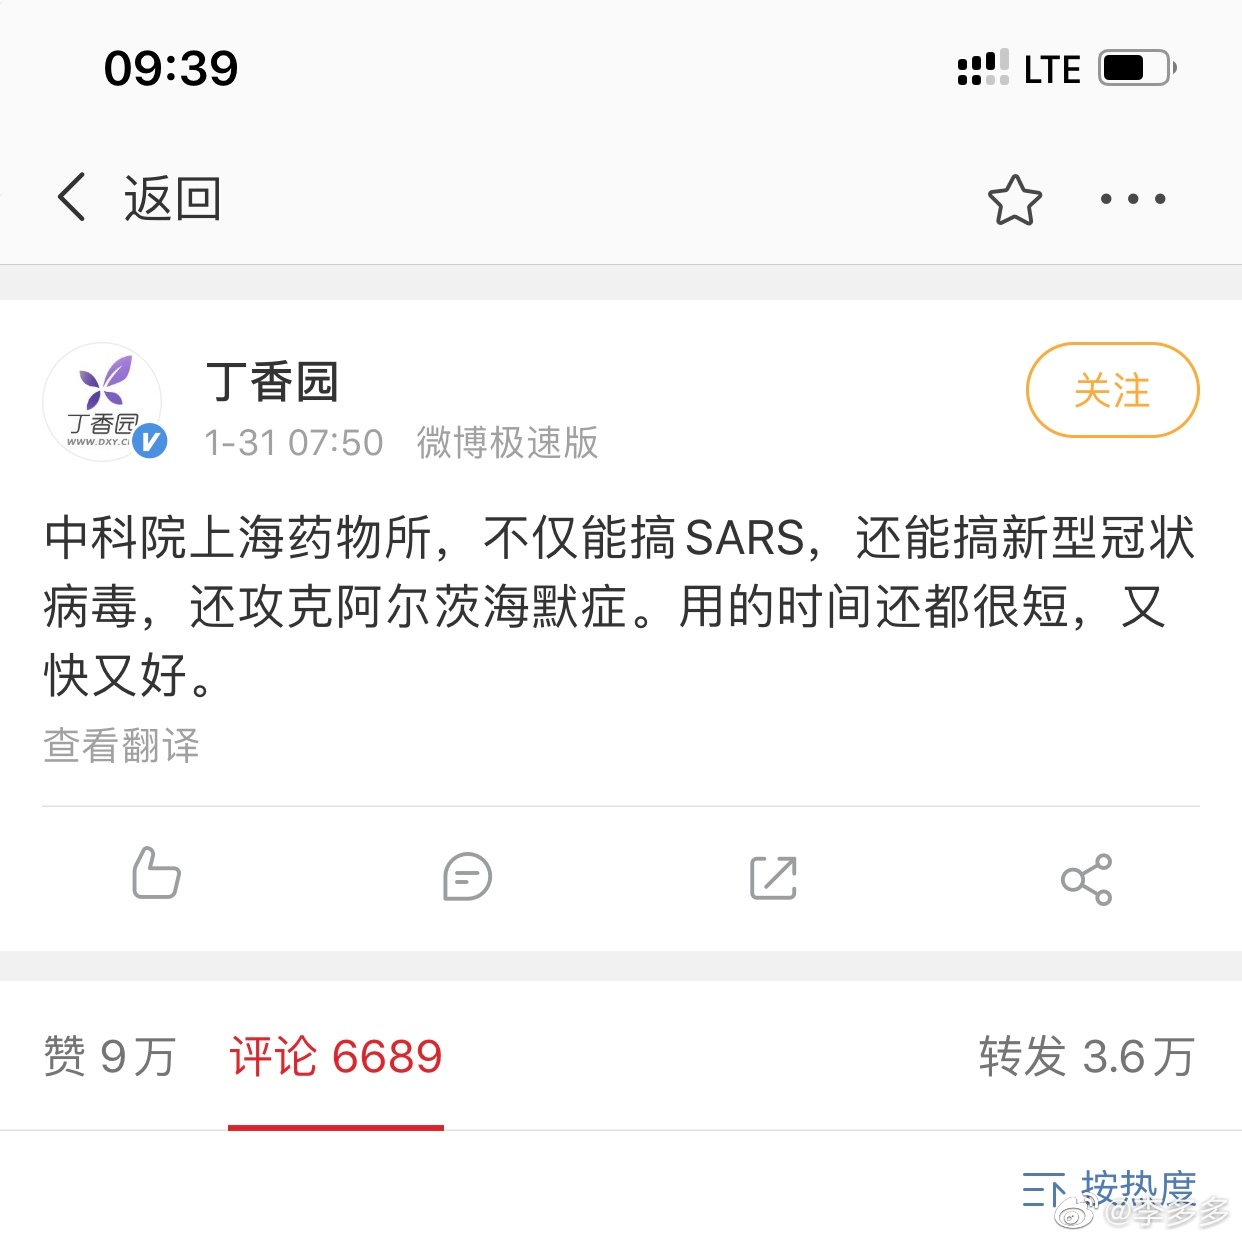 09:39
LTE
返回
丁香园
WWW.DXY.C
丁香园
关注
1-31 07:50 微博极速版
中科院上海药物所，不仅能搞SARS，还能搞新型冠状
病毒，还攻克阿尔茨海默症。用的时间还都很短，又
快又好。
查看翻译
赞 9万 评论 6689 转发 3.6万
按热度
@李多多